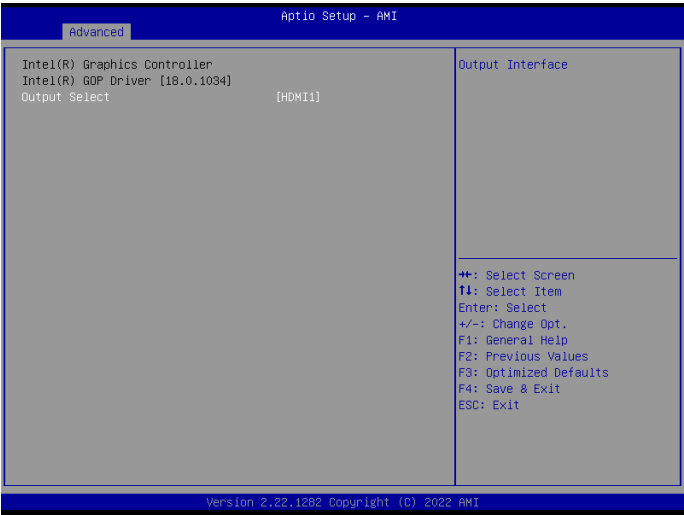 Aptio Setup - AMI
Advanced
Intel(R) Graphics Controller
Intel(R) GOP Driver [18.0.1034]
Output Select [HDMI1]
Output Interface
→←: Select Screen
↑↓: Select Item
Enter: Select
+/-: Change Opt.
F1: General Help
F2: Previous Values
F3: Optimized Defaults
F4: Save & Exit
ESC: Exit
Version 2.22.1282 Copyright (C) 2022 AMI